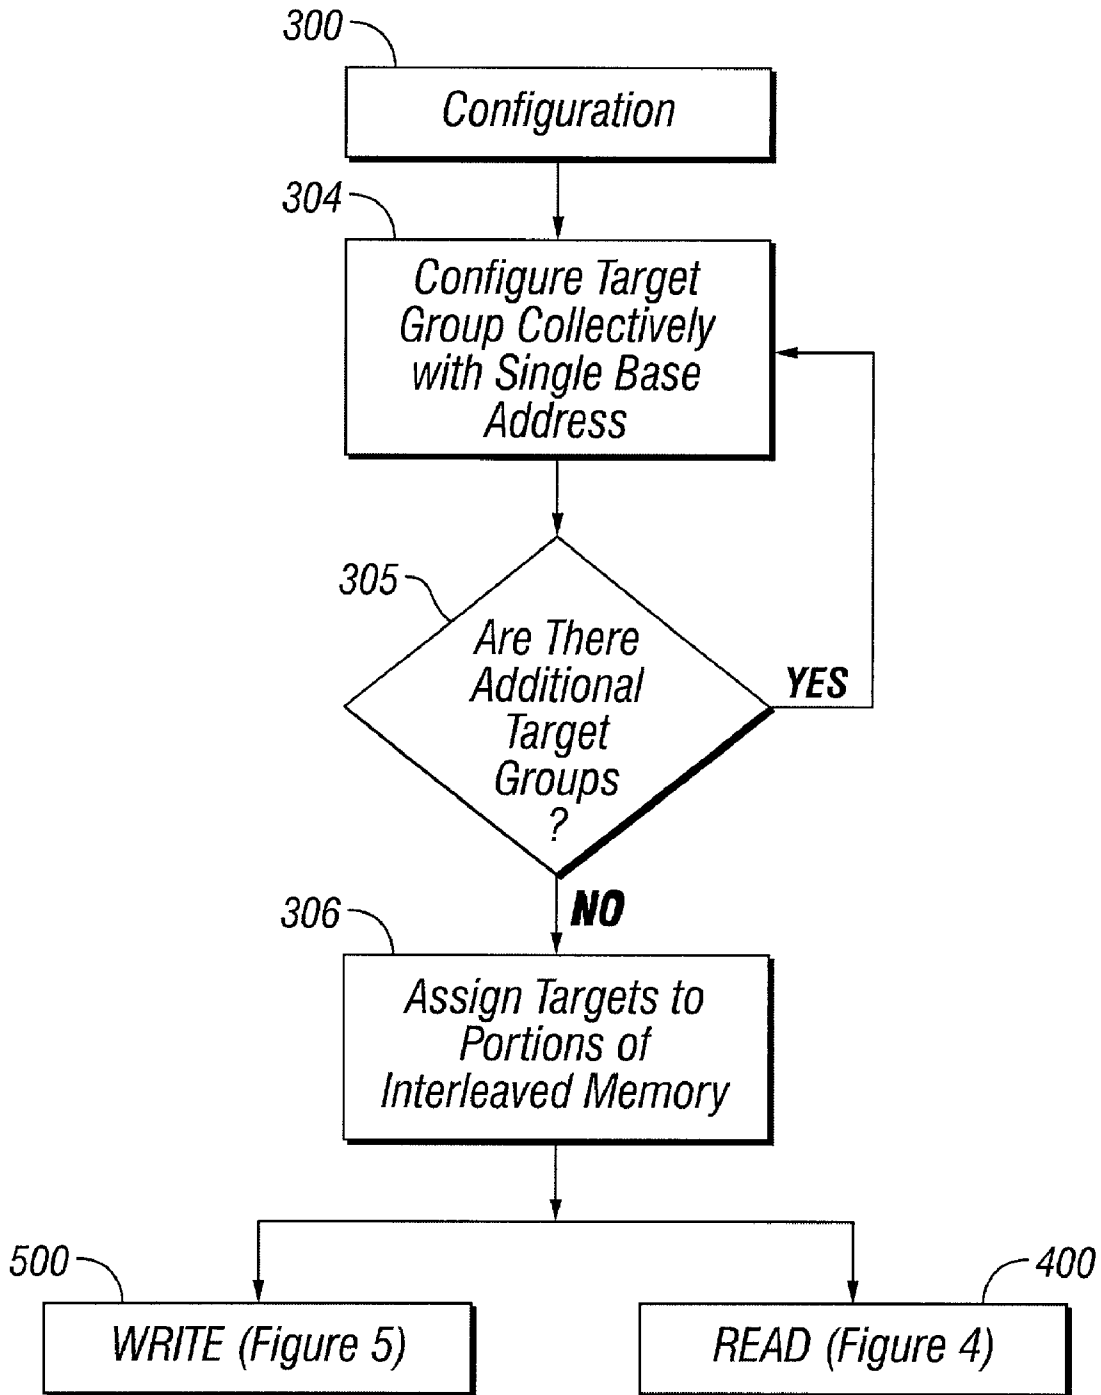 300
Configuration
304
Configure Target
Group Collectively
with Single Base
Address
305
Are There
Additional
Target
Groups
?
YES
NO
306
Assign Targets to
Portions of
Interleaved Memory
500
WRITE (Figure 5)
400
READ (Figure 4)